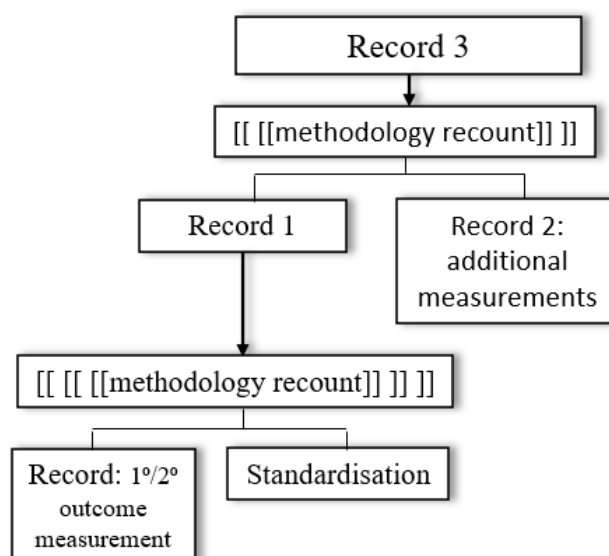 Record 3
[[ [[methodology recount]] ]]
Record 1
Record 2:
additional
measurements
[[ [[ [[methodology recount]] ]] ]]
Record: 1º/2º
outcome
measurement
Standardisation